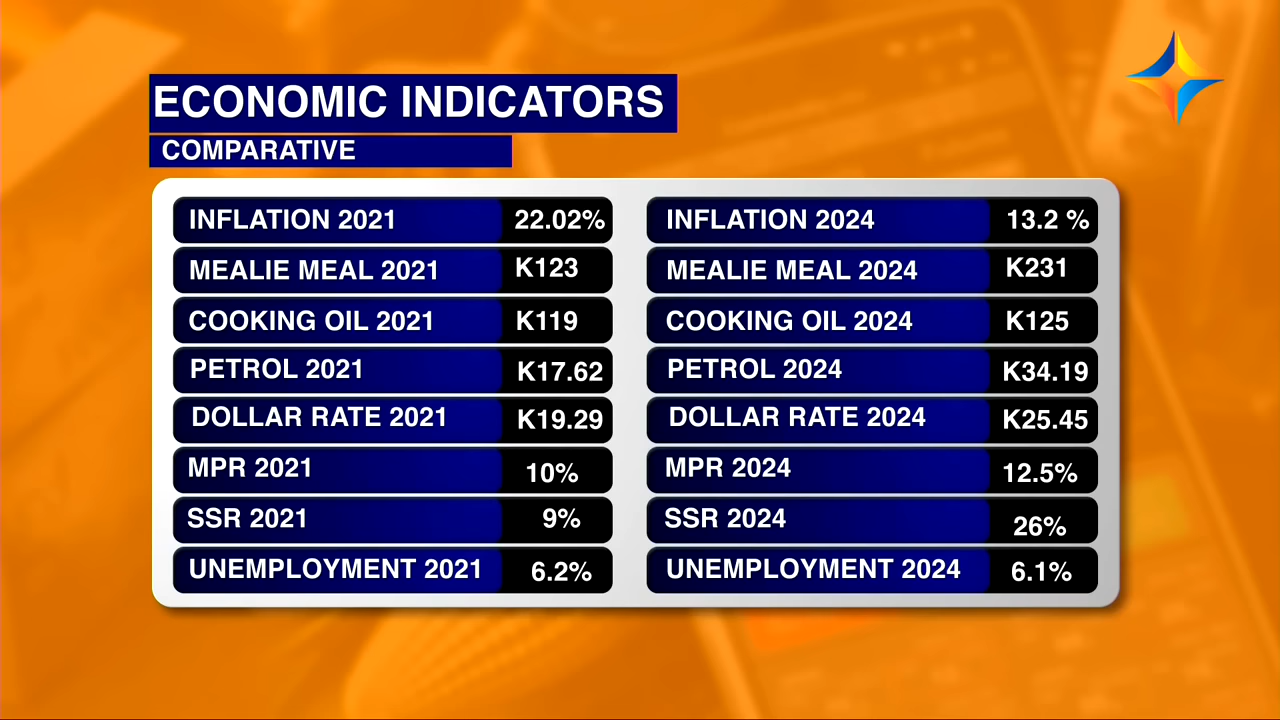 ECONOMIC INDICATORS
COMPARATIVE
INFLATION 2021 22.02%
MEALIE MEAL 2021 K123
COOKING OIL 2021 K119
PETROL 2021 K17.62
DOLLAR RATE 2021 K19.29
MPR 2021 10%
SSR 2021 9%
UNEMPLOYMENT 2021 6.2%
INFLATION 2024 13.2 %
MEALIE MEAL 2024 K231
COOKING OIL 2024 K125
PETROL 2024 K34.19
DOLLAR RATE 2024 K25.45
MPR 2024 12.5%
SSR 2024 26%
UNEMPLOYMENT 2024 6.1%